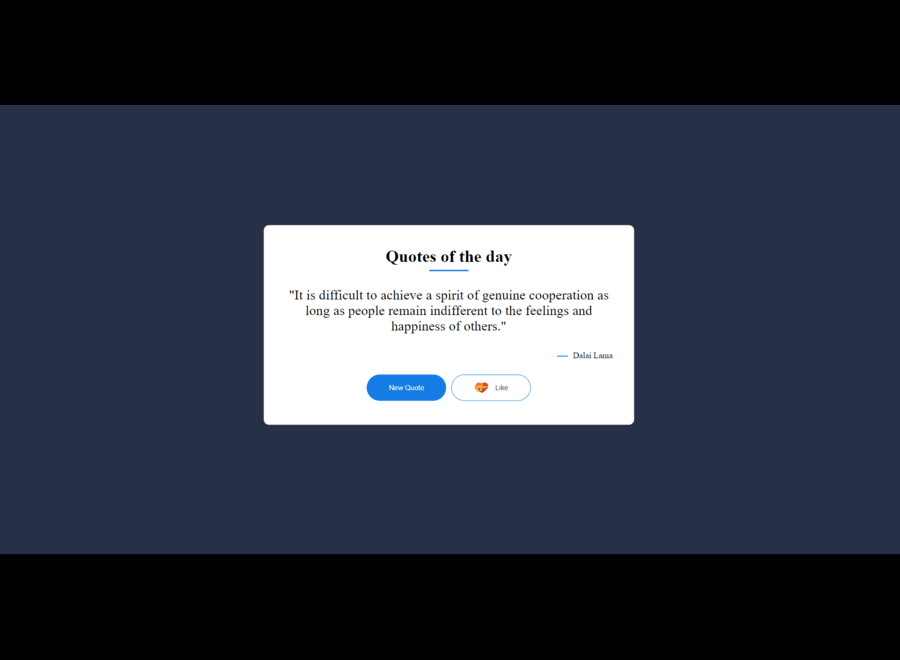 Quotes of the day
"It is difficult to achieve a spirit of genuine cooperation as
long as people remain indifferent to the feelings and
happiness of others."
Dalai Lama
New Quote
Like